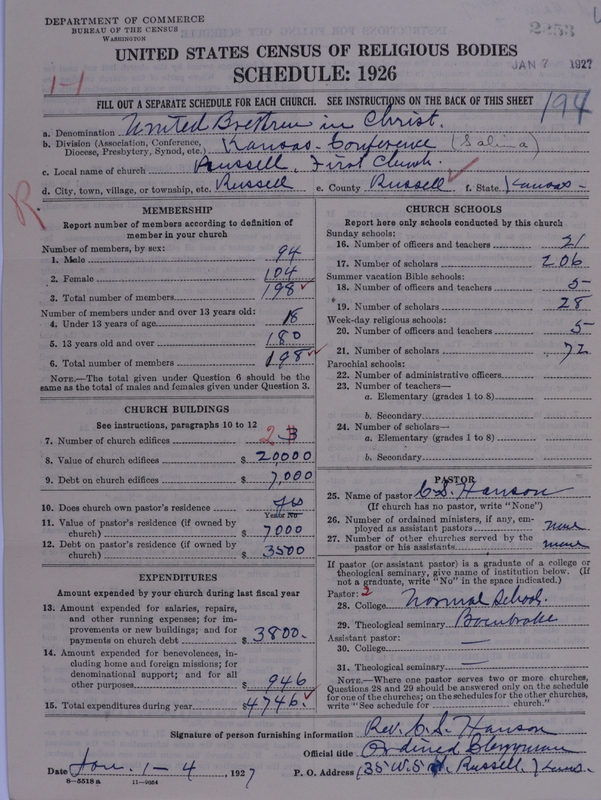 DEPARTMENT OF COMMERCE
BUREAU OF THE CENSUS
WASHINGTON
2253
JAN 7 1927
UNITED STATES CENSUS OF RELIGIOUS BODIES
SCHEDULE: 1926
1-1
FILL OUT A SEPARATE SCHEDULE FOR EACH CHURCH. SEE INSTRUCTIONS ON THE BACK OF THIS SHEET
194
a. Denomination United Brethren in Christ.
b. Division (Association, Conference, Diocese, Presbytery, Synod, etc.) Kansas-Conference (Salina)
c. Local name of church Russell, First Church.
d. City, town, village, or township, etc. Russell e. County Russell f. State Kansas-
R
MEMBERSHIP
Report number of members according to definition of
member in your church
Number of members, by sex:
1. Male 94
2. Female 104
3. Total number of members 198
Number of members under and over 13 years old:
4. Under 13 years of age 18
5. 13 years old and over 180
6. Total number of members 198
NOTE.—The total given under Question 6 should be the
same as the total of males and females given under Question 3.
CHURCH BUILDINGS
See instructions, paragraphs 10 to 12
7. Number of church edifices 2
8. Value of church edifices $ 20,000
9. Debt on church edifices $ 7,000
10. Does church own pastor's residence yes
Yes or No
11. Value of pastor's residence (if owned by
church) $ 7000
12. Debt on pastor's residence (if owned by
church) $ 3500
EXPENDITURES
Amount expended by your church during last fiscal year
13. Amount expended for salaries, repairs,
and other running expenses; for im-
provements or new buildings; and for
payments on church debt $ 3800.
14. Amount expended for benevolences, in-
cluding home and foreign missions; for
denominational support; and for all
other purposes $ 946
15. Total expenditures during year $ 4746.
CHURCH SCHOOLS
Report here only schools conducted by this church
Sunday schools:
16. Number of officers and teachers 21
17. Number of scholars 206
Summer vacation Bible schools:
18. Number of officers and teachers 5
19. Number of scholars 28
Week-day religious schools:
20. Number of officers and teachers 5
21. Number of scholars 72
Parochial schools:
22. Number of administrative officers
23. Number of teachers—
a. Elementary (grades 1 to 8)
b. Secondary
24. Number of scholars—
a. Elementary (grades 1 to 8)
b. Secondary
PASTOR
25. Name of pastor C. S. Hanson
(If church has no pastor, write "None")
26. Number of ordained ministers, if any, em-
ployed as assistant pastors none
27. Number of other churches served by the
pastor or his assistants none
If pastor (or assistant pastor) is a graduate of a college or
theological seminary, give name of institution below. (If
not a graduate, write "No" in the space indicated.)
Pastor: 2
28. College Normal School.
29. Theological seminary Bonebrake
Assistant pastor:
30. College —
31. Theological seminary —
NOTE.—Where one pastor serves two or more churches,
Questions 28 and 29 should be answered only on the schedule
for one of the churches; on the schedules for the other churches,
write "See schedule for church."
Signature of person furnishing information Rev. C. S. Hanson
Official title Ordained Clergyman
Date Jan. 1-4, 1927 P. O. Address 135 W. 5 Russell, Kans.
8-5518a 11-9054